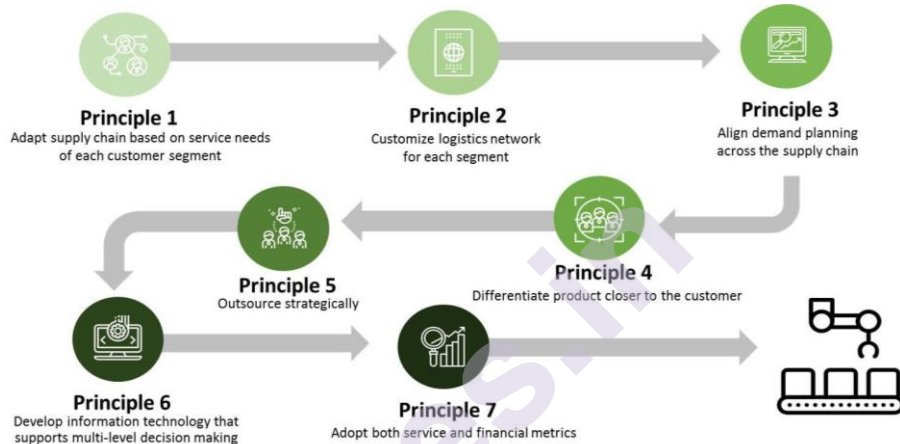 Principle 1
Adapt supply chain based on service needs
of each customer segment
Principle 2
Customize logistics network
for each segment
Principle 3
Align demand planning
across the supply chain
Principle 4
Differentiate product closer to the customer
Principle 5
Outsource strategically
Principle 6
Develop information technology that
supports multi-level decision making
Principle 7
Adopt both service and financial metrics
es.in